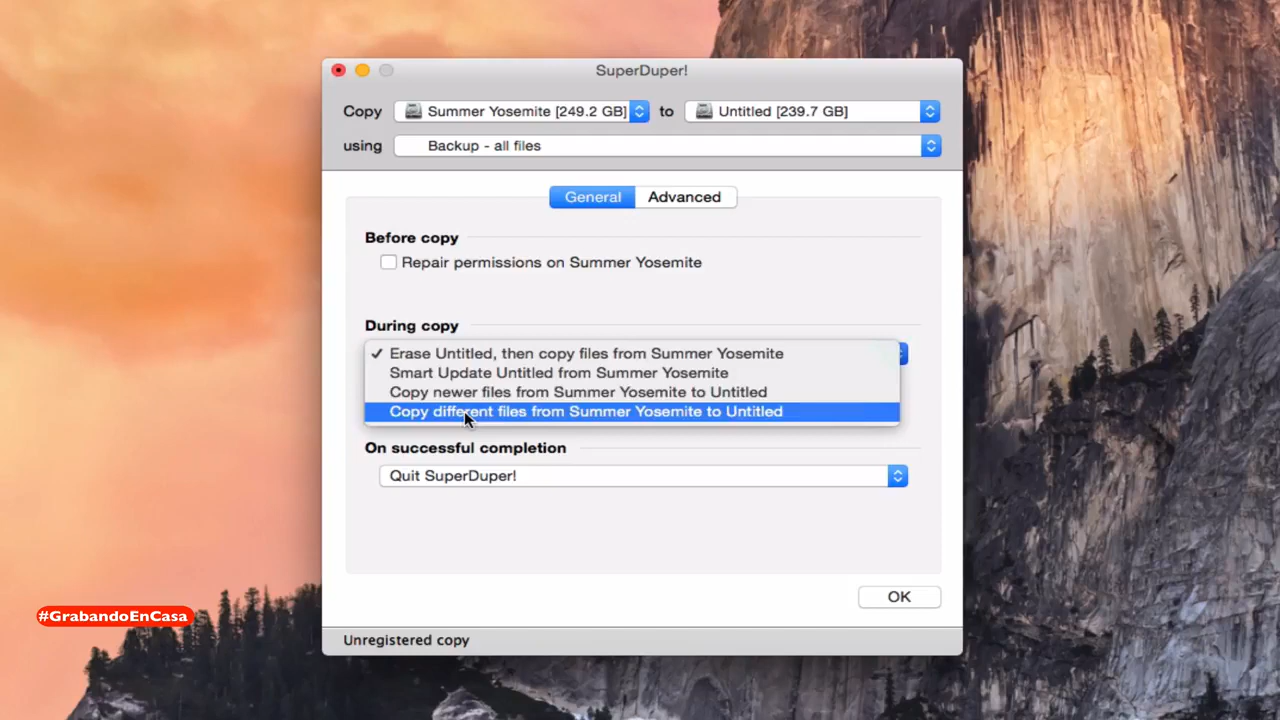 SuperDuper!
Copy Summer Yosemite [249.2 GB] to Untitled [239.7 GB]
using Backup - all files
General Advanced
Before copy
Repair permissions on Summer Yosemite
During copy
✓ Erase Untitled, then copy files from Summer Yosemite
Smart Update Untitled from Summer Yosemite
Copy newer files from Summer Yosemite to Untitled
Copy different files from Summer Yosemite to Untitled
On successful completion
Quit SuperDuper!
OK
#GrabandoEnCasa
Unregistered copy